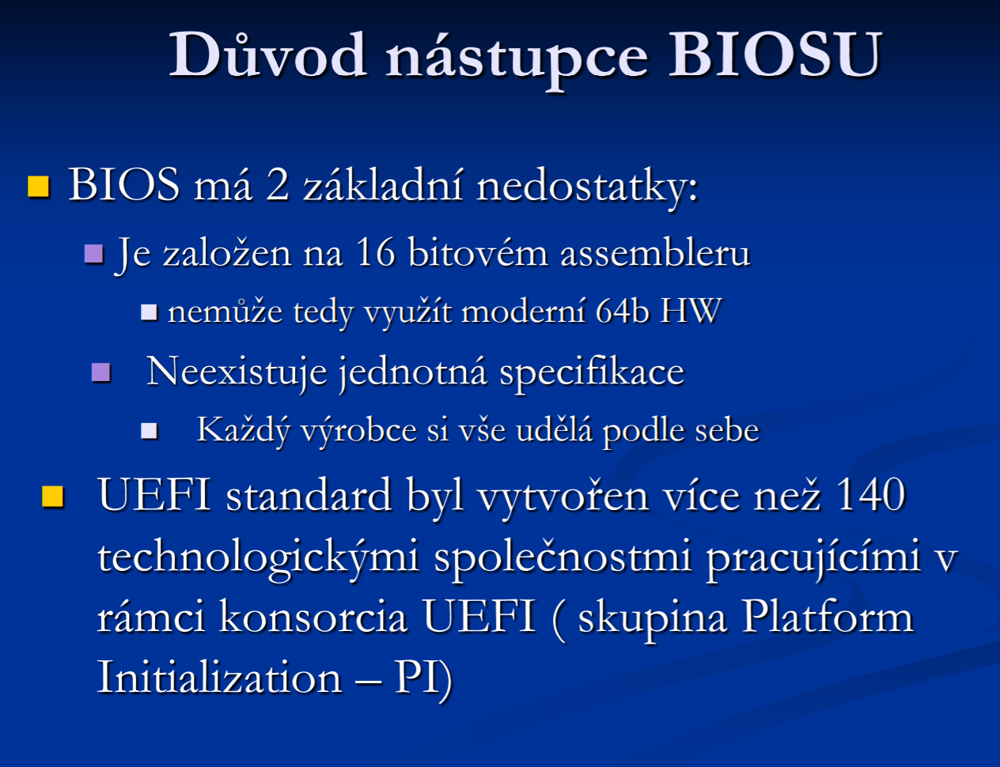 Důvod nástupce BIOSU
BIOS má 2 základní nedostatky:
Je založen na 16 bitovém assembleru
nemůže tedy využít moderní 64b HW
Neexistuje jednotná specifikace
Každý výrobce si vše udělá podle sebe
UEFI standard byl vytvořen více než 140
technologickými společnostmi pracujícími v
rámci konsorcia UEFI ( skupina Platform
Initialization – PI)